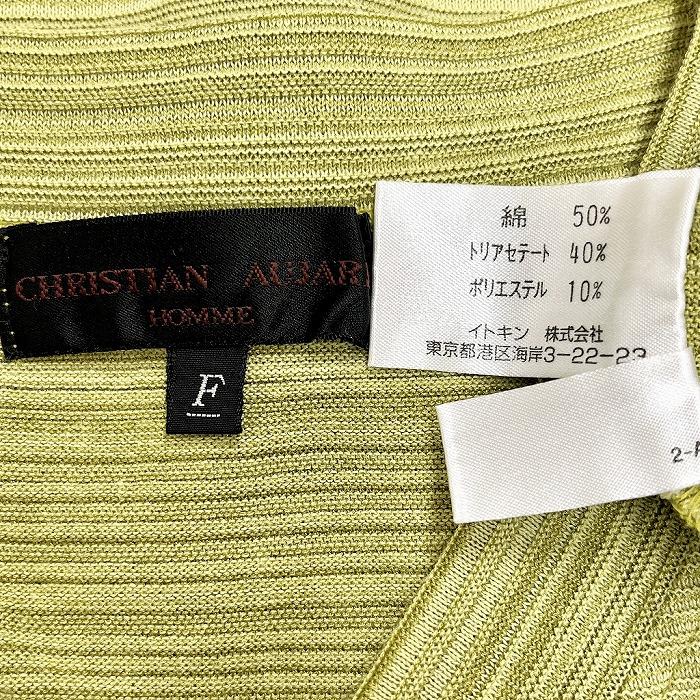 CHRISTIAN AUJARD
HOMME
F
綿 50%
トリアセテート 40%
ポリエステル 10%
イトキン 株式会社
東京都港区海岸3-22-23